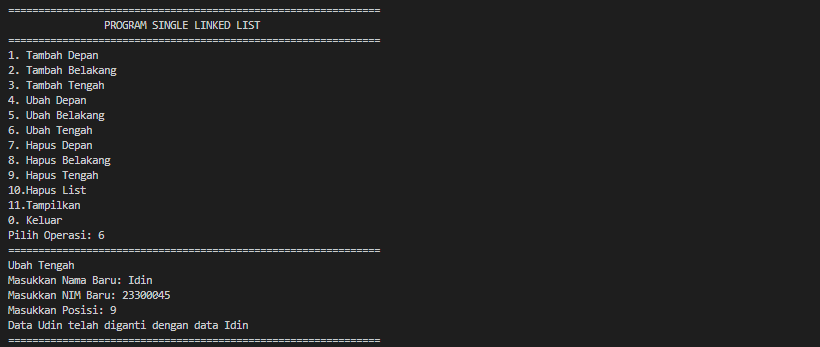 ==============================================================
PROGRAM SINGLE LINKED LIST
==============================================================
1. Tambah Depan
2. Tambah Belakang
3. Tambah Tengah
4. Ubah Depan
5. Ubah Belakang
6. Ubah Tengah
7. Hapus Depan
8. Hapus Belakang
9. Hapus Tengah
10.Hapus List
11.Tampilkan
0. Keluar
Pilih Operasi: 6
==============================================================
Ubah Tengah
Masukkan Nama Baru: Idin
Masukkan NIM Baru: 23300045
Masukkan Posisi: 9
Data Udin telah diganti dengan data Idin
==============================================================